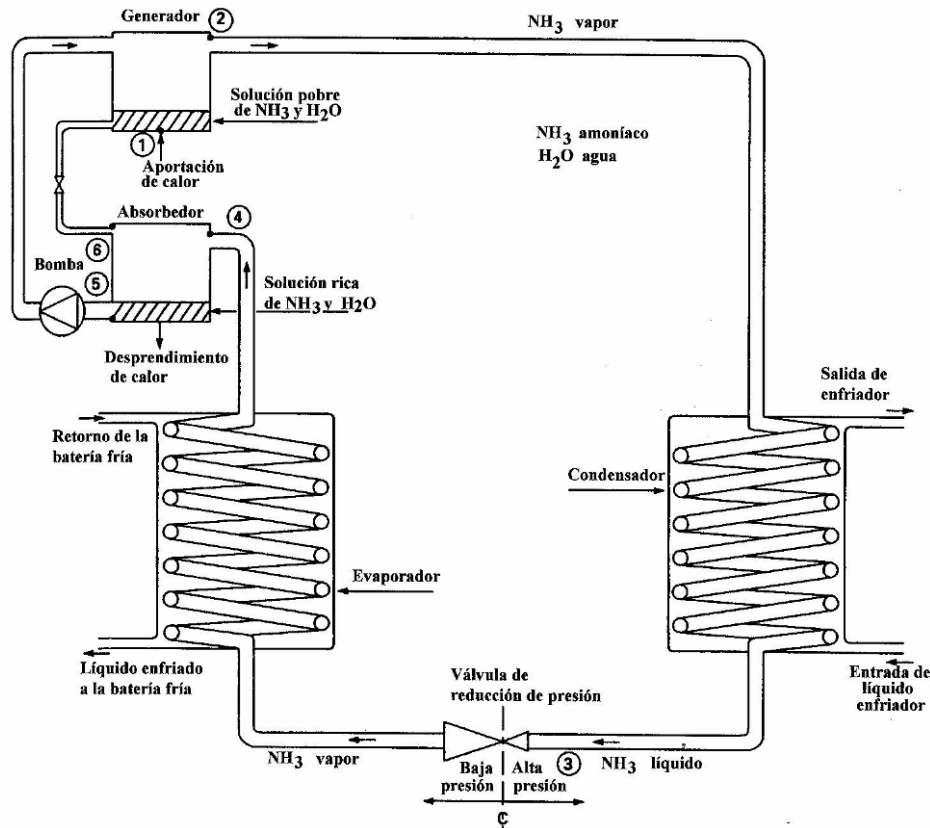 2
Generador
NH3 vapor
Solución pobre
de NH3 y H2O
NH3 amoníaco
H2O agua
1
Aportación
de calor
Absorbedor
4
6
Bomba
5
Solución rica
de NH3 y H2O
Desprendimiento
de calor
Salida de
enfriador
Retorno de la
batería fría
Condensador
Evaporador
Líquido enfriado
a la batería fría
Válvula de
reducción de presión
Entrada de
líquido
enfriador
NH3 vapor
Baja
presión
Alta
presión
3
NH3 líquido
℄